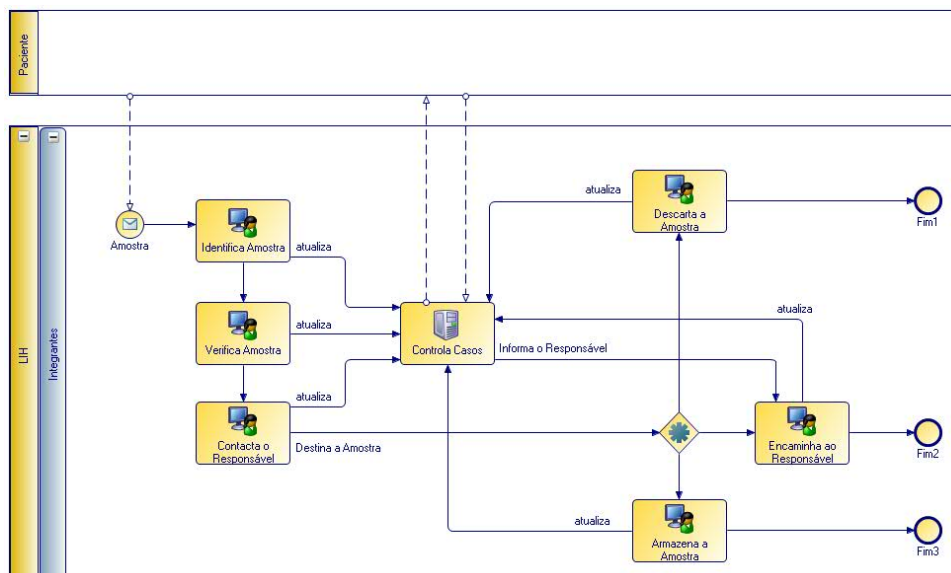 Paciente
LIH
Integrantes
Amostra
Identifica Amostra
atualiza
Verifica Amostra
atualiza
Contacta o
Responsável
atualiza
Destina a Amostra
Controla Casos
Informa o Responsável
atualiza
Descarta a
Amostra
Fim1
atualiza
Encaminha ao
Responsável
Fim2
atualiza
Armazena a
Amostra
Fim3